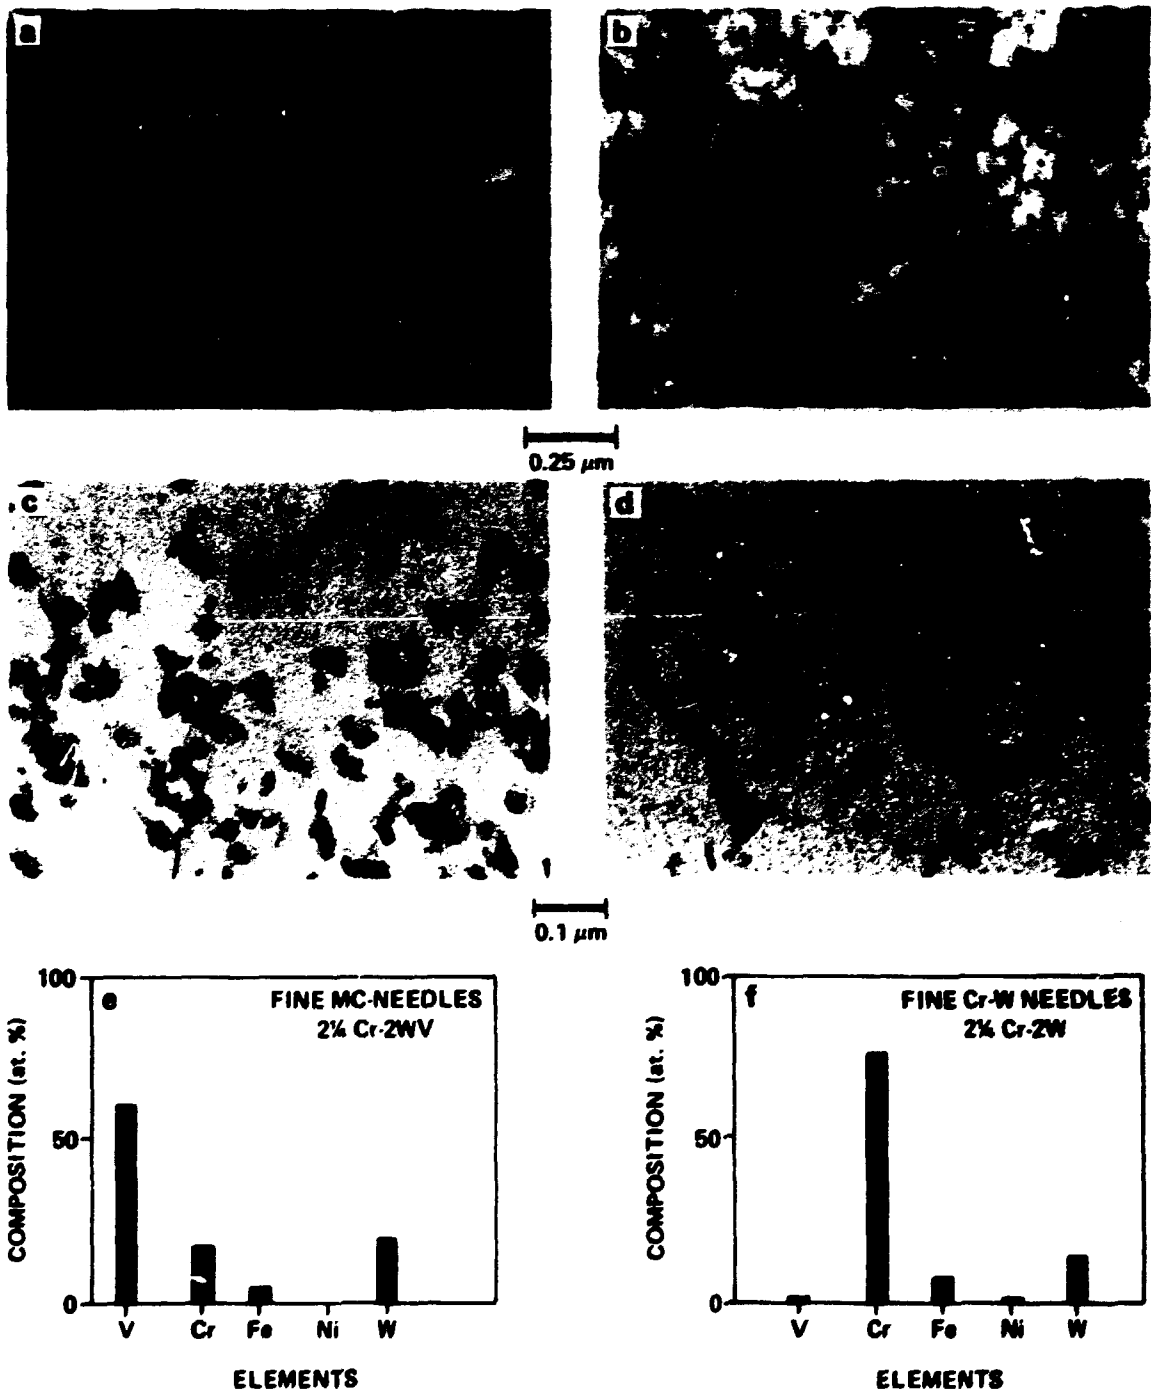 a
b
0.25 μm
c
d
0.1 μm
e
FINE MC-NEEDLES
2¼ Cr-2WV
COMPOSITION (at. %)
100
50
0
V Cr Fe Ni W
ELEMENTS
f
FINE Cr-W NEEDLES
2¼ Cr-2W
COMPOSITION (at. %)
100
50
0
V Cr Fe Ni W
ELEMENTS